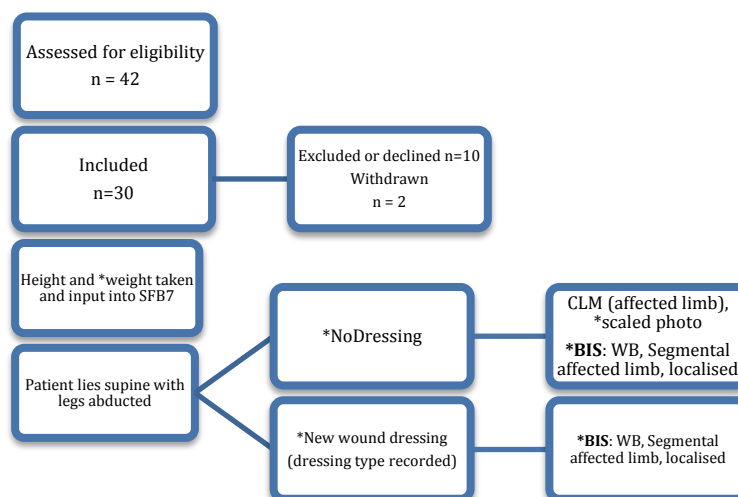 Assessed for eligibility
n = 42
Included
n=30
Excluded or declined n=10
Withdrawn
n = 2
Height and *weight taken
and input into SFB7
Patient lies supine with
legs abducted
*NoDressing
CLM (affected limb),
*scaled photo
*BIS: WB, Segmental
affected limb, localised
*New wound dressing
(dressing type recorded)
*BIS: WB, Segmental
affected limb, localised